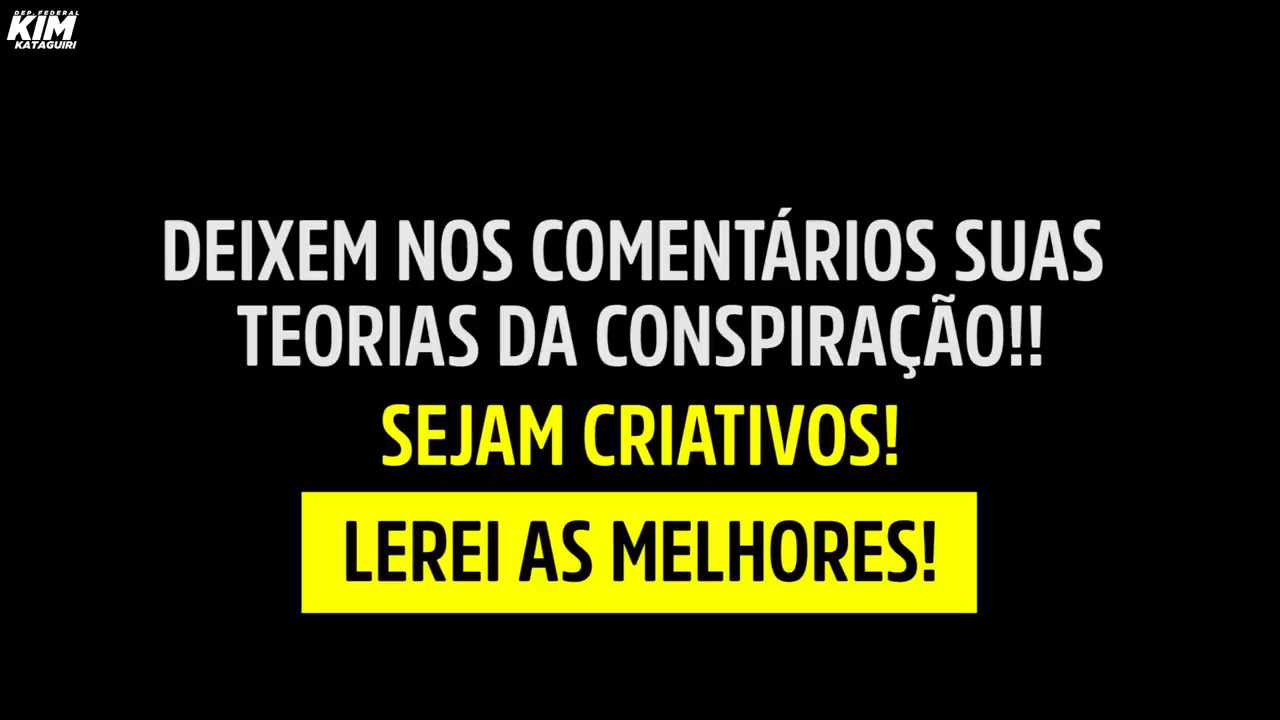 DEP. FEDERAL
KIM
KATAGUIRI
DEIXEM NOS COMENTÁRIOS SUAS
TEORIAS DA CONSPIRAÇÃO!!
SEJAM CRIATIVOS!
LEREI AS MELHORES!